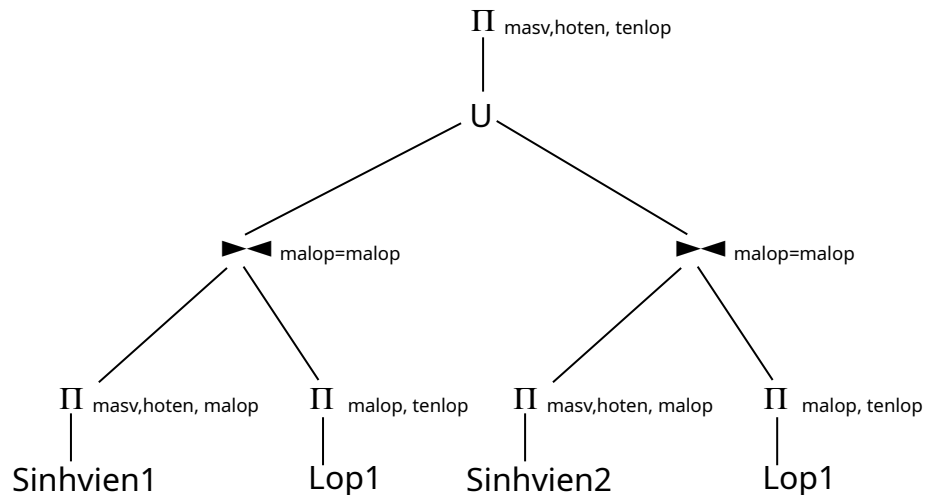 Π masv,hoten, tenlop
U
►◄ malop=malop ►◄ malop=malop
Π masv,hoten, malop Π malop, tenlop Π masv,hoten, malop Π malop, tenlop
Sinhvien1 Lop1 Sinhvien2 Lop1